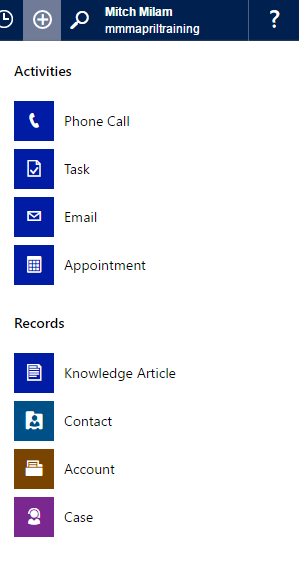 Mitch Milam
mmmapriltraining
?
Activities
Phone Call
Task
Email
Appointment
Records
Knowledge Article
Contact
Account
Case